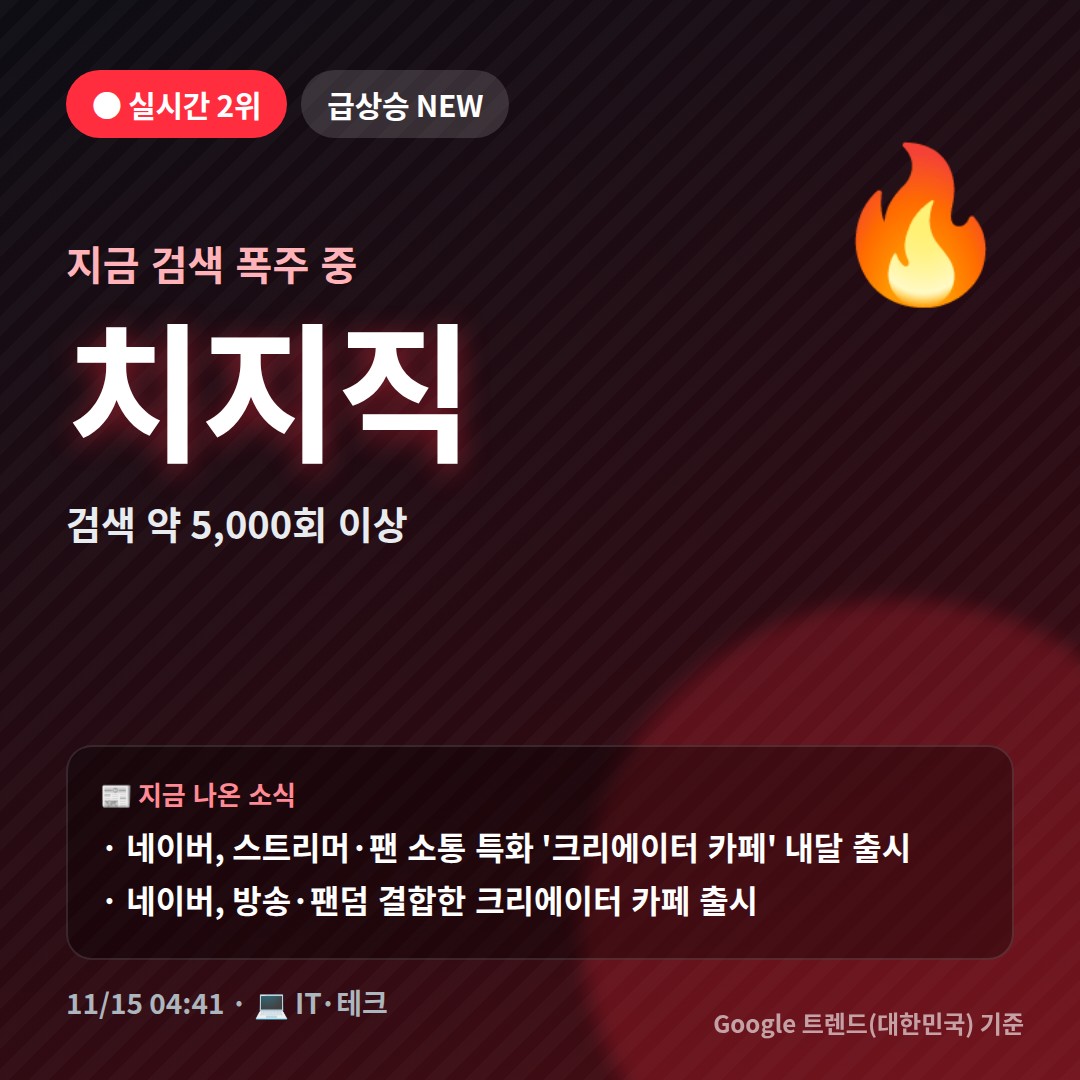 실시간 2위
급상승 NEW
지금 검색 폭주 중
치지직
검색 약 5,000회 이상
📰 지금 나온 소식
· 네이버, 스트리머·팬 소통 특화 '크리에이터 카페' 내달 출시
· 네이버, 방송·팬덤 결합한 크리에이터 카페 출시
11/15 04:41 · 💻 IT·테크
Google 트렌드(대한민국) 기준